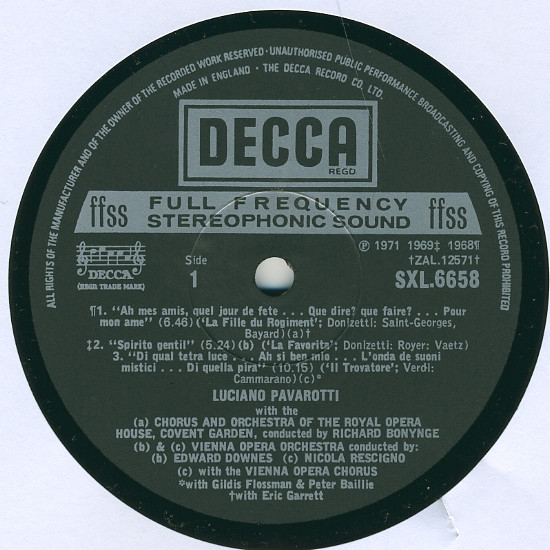 ALL RIGHTS OF THE MANUFACTURER AND OF THE OWNER OF THE RECORDED WORK RESERVED · UNAUTHORISED PUBLIC PERFORMANCE BROADCASTING AND COPYING OF THIS RECORD PROHIBITED
MADE IN ENGLAND · THE DECCA RECORD CO. LTD.
DECCA
REGD
ffss FULL FREQUENCY ffss
STEREOPHONIC SOUND
℗ 1971 1969‡ 1968¶
DECCA
(REGD TRADE MARK)
Side
1
†ZAL.12571†
SXL.6658
¶1. "Ah mes amis, quel jour de fete . . . Que dire? que faire? . . . Pour
mon ame" (6.46) ('La Fille du Rogiment'; Donizetti: Saint-Georges,
Bayard)(a)†
‡2. "Spirito gentil" (5.24) (b) ('La Favorita'; Donizetti: Royer: Vaetz)
3. "Di qual tetra luce . . . Ah si ben mio . . . L'onda de suoni
mistici . . . Di quella pira" (10.15) ('Il Trovatore'; Verdi:
Cammarano)(c)*
LUCIANO PAVAROTTI
with the
(a) CHORUS AND ORCHESTRA OF THE ROYAL OPERA
HOUSE, COVENT GARDEN, conducted by RICHARD BONYNGE
(b) & (c) VIENNA OPERA ORCHESTRA conducted by:
(b) EDWARD DOWNES (c) NICOLA RESCIGNO
(c) with the VIENNA OPERA CHORUS
*with Gildis Flossman & Peter Baillie
†with Eric Garrett